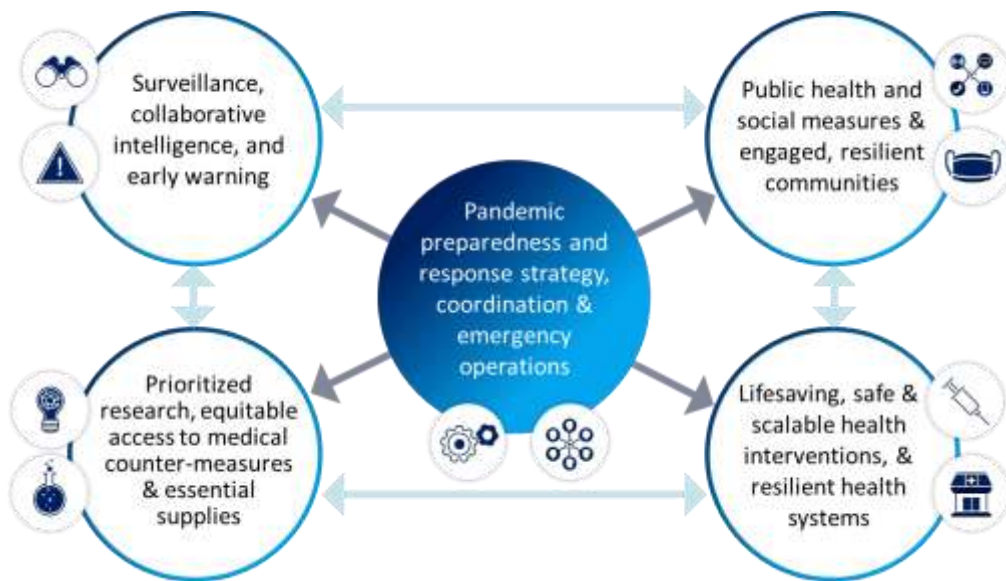 Surveillance,
collaborative
intelligence, and
early warning
Public health and
social measures &
engaged, resilient
communities
Pandemic
preparedness and
response strategy,
coordination &
emergency
operations
Prioritized
research, equitable
access to medical
counter-measures
& essential
supplies
Lifesaving, safe &
scalable health
interventions, &
resilient health
systems